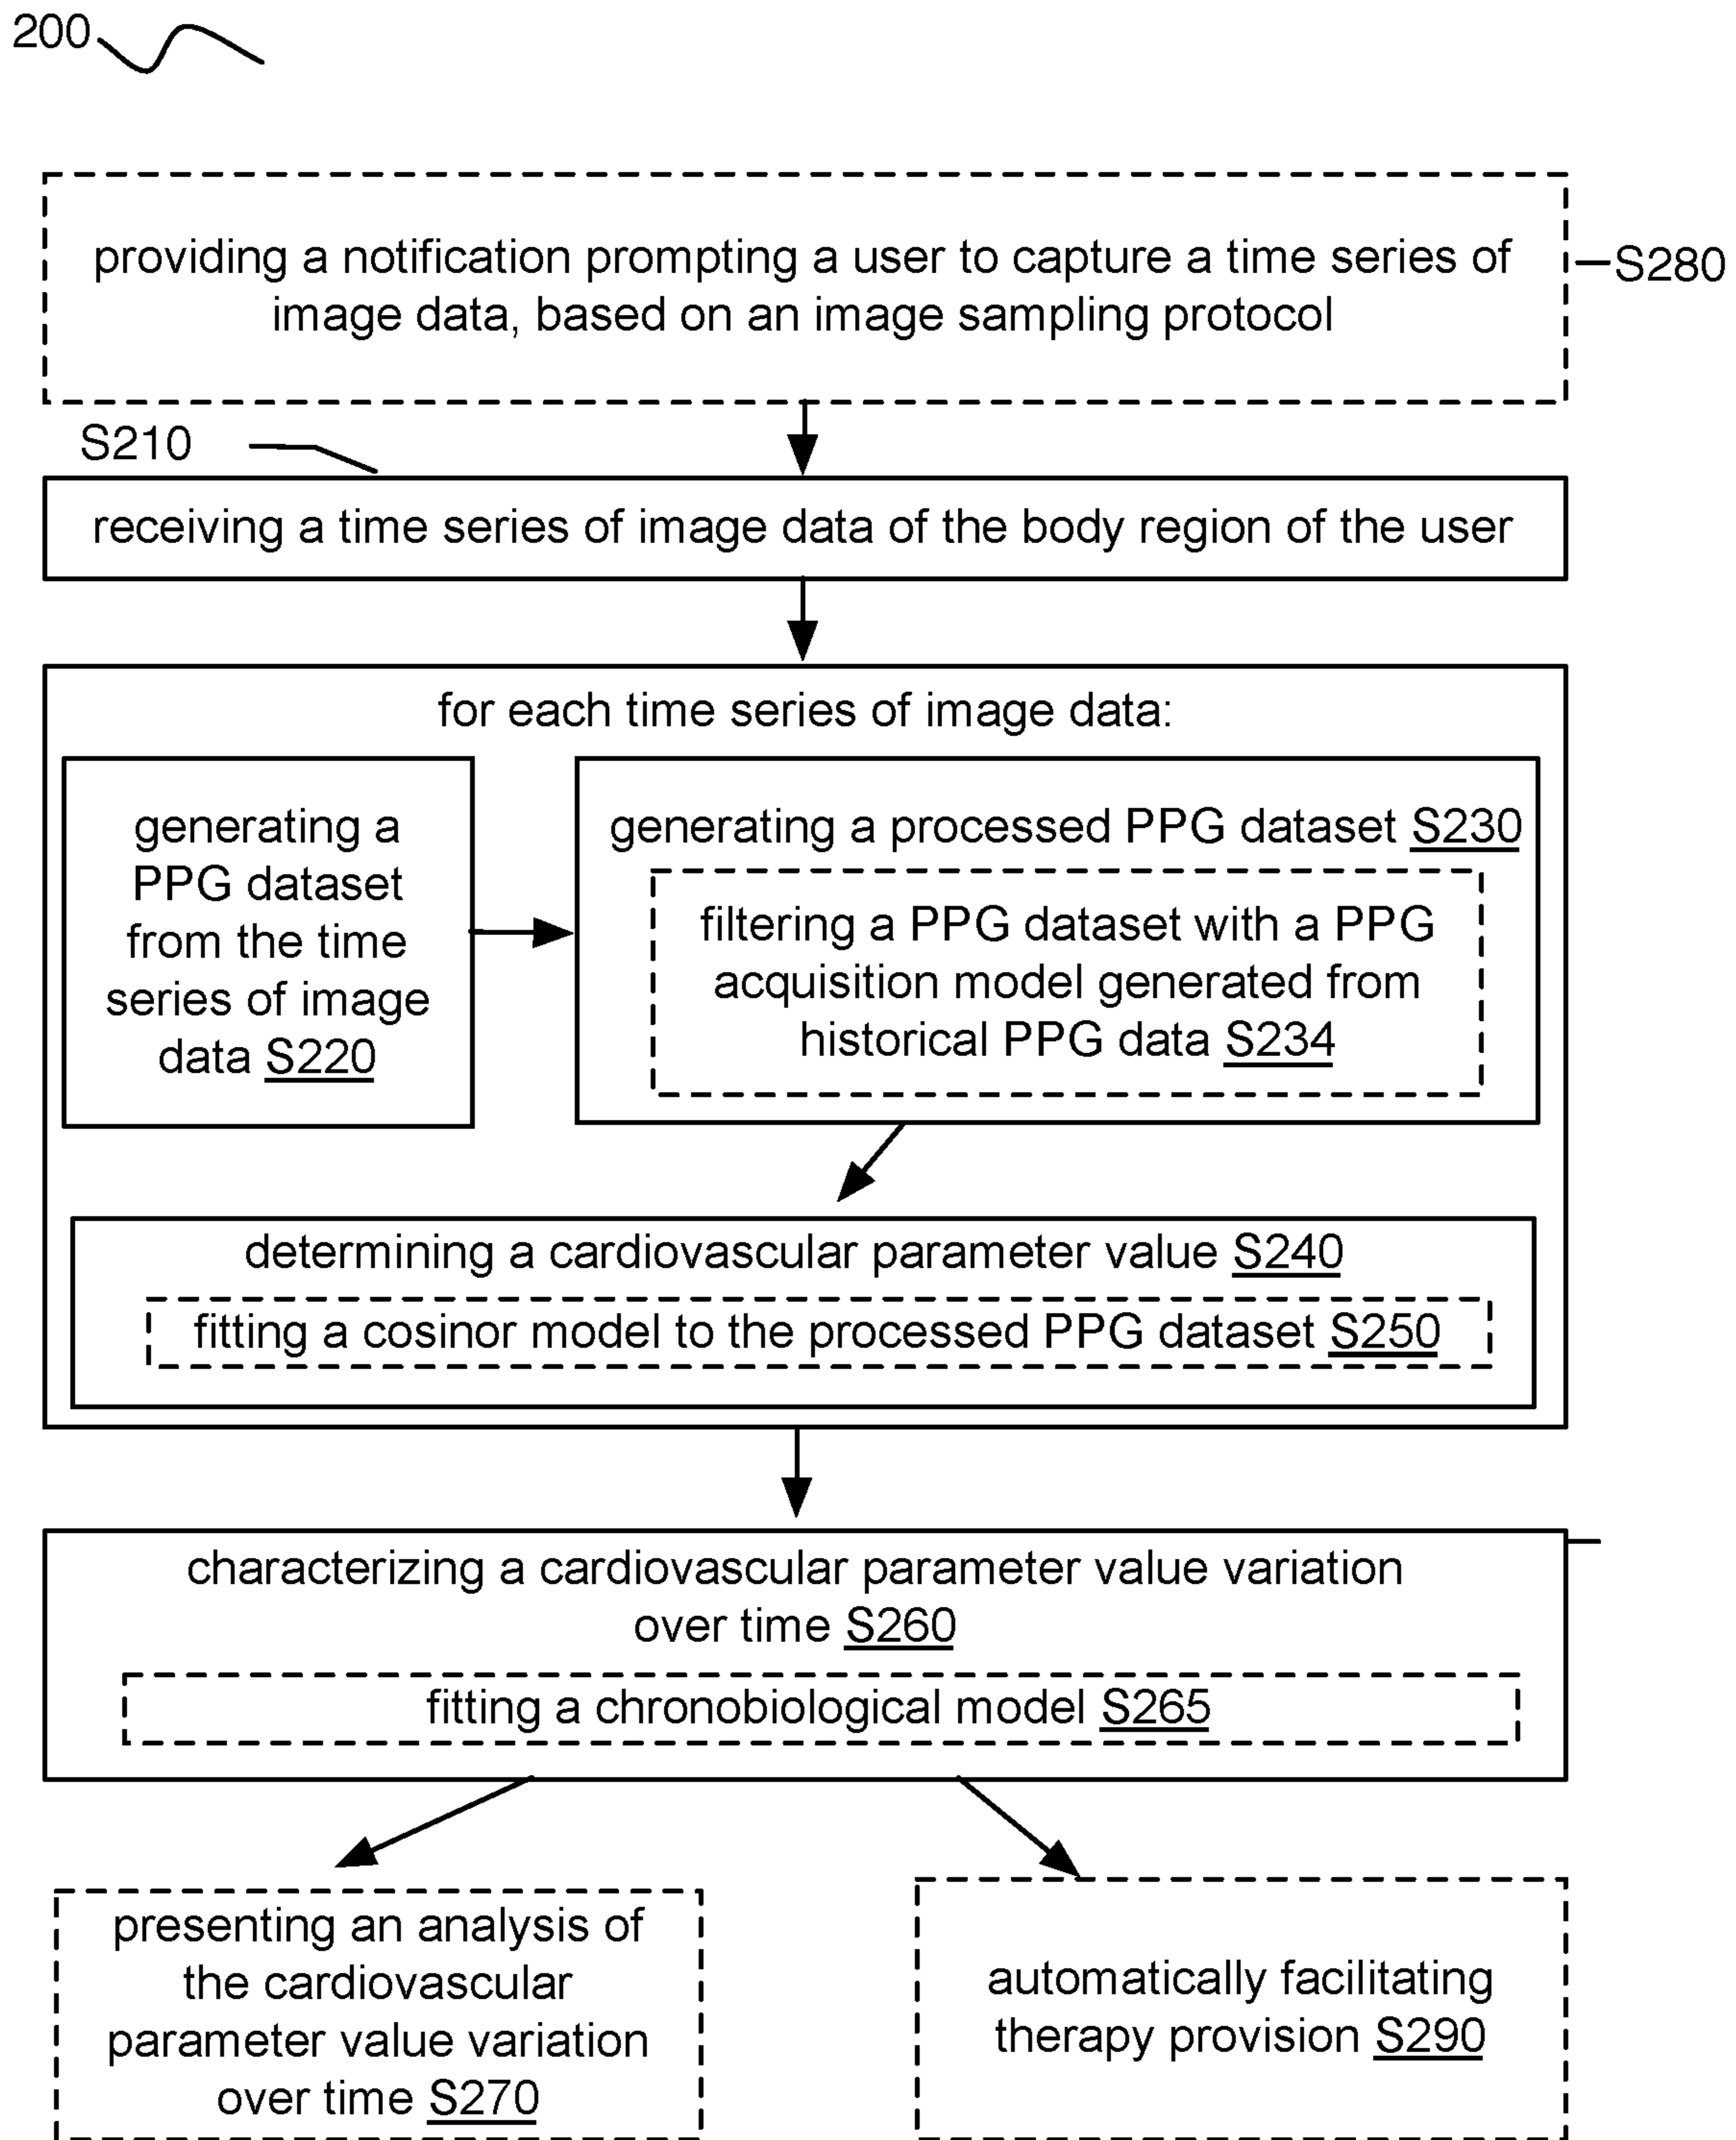 200
providing a notification prompting a user to capture a time series of
image data, based on an image sampling protocol
S280
S210
receiving a time series of image data of the body region of the user
for each time series of image data:
generating a
PPG dataset
from the time
series of image
data S220
generating a processed PPG dataset S230
filtering a PPG dataset with a PPG
acquisition model generated from
historical PPG data S234
determining a cardiovascular parameter value S240
fitting a cosinor model to the processed PPG dataset S250
characterizing a cardiovascular parameter value variation
over time S260
fitting a chronobiological model S265
presenting an analysis of
the cardiovascular
parameter value variation
over time S270
automatically facilitating
therapy provision S290